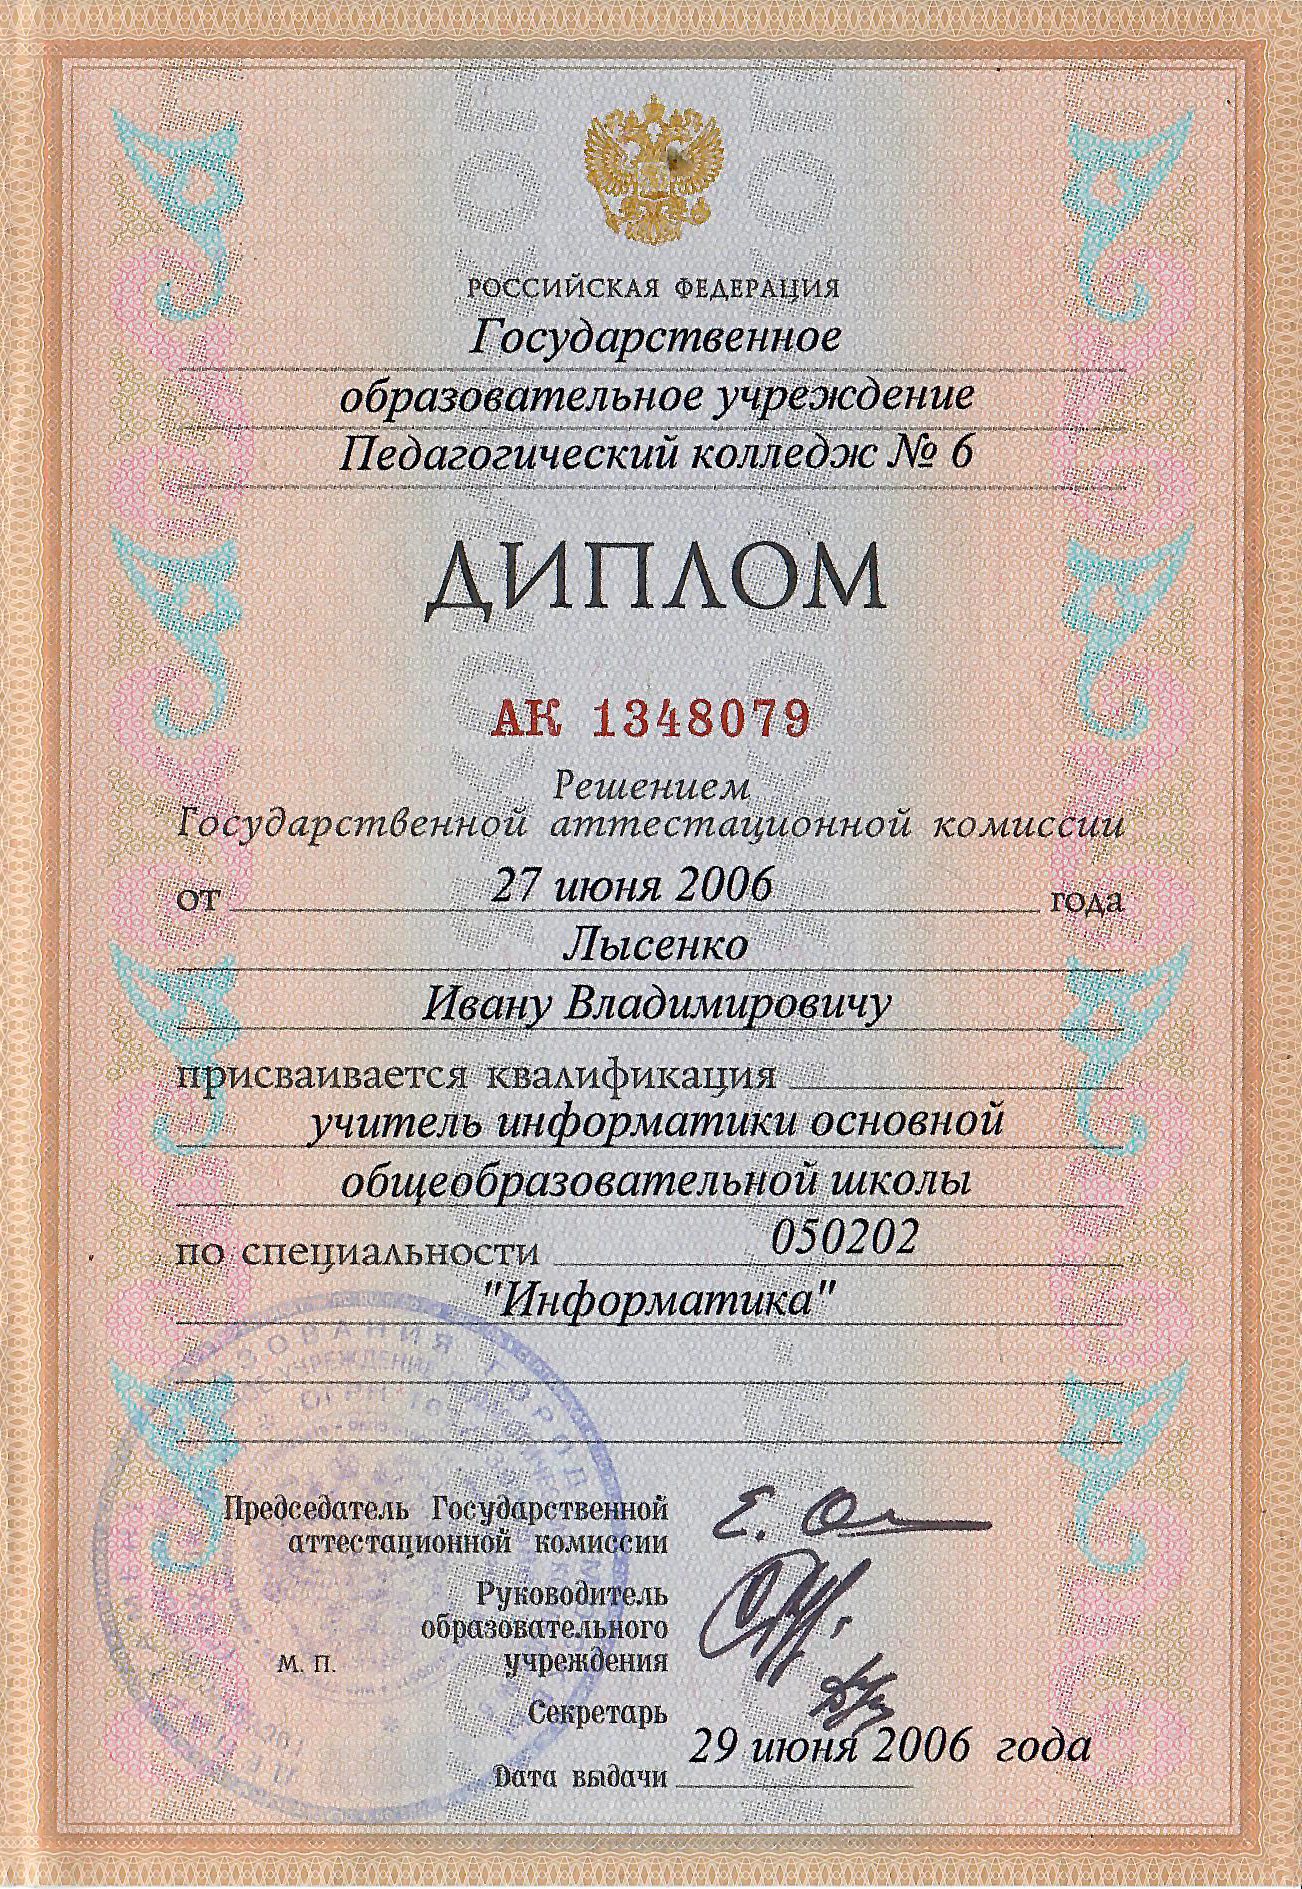 РОССИЙСКАЯ ФЕДЕРАЦИЯ
Государственное
образовательное учреждение
Педагогический колледж № 6
ДИПЛОМ
АК 1348079
Решением
Государственной аттестационной комиссии
от 27 июня 2006 года
Лысенко
Ивану Владимировичу
присваивается квалификация
учитель информатики основной
общеобразовательной школы
по специальности 050202
"Информатика"
Председатель Государственной
аттестационной комиссии
Руководитель
образовательного
учреждения
М. П.
Секретарь
Дата выдачи 29 июня 2006 года